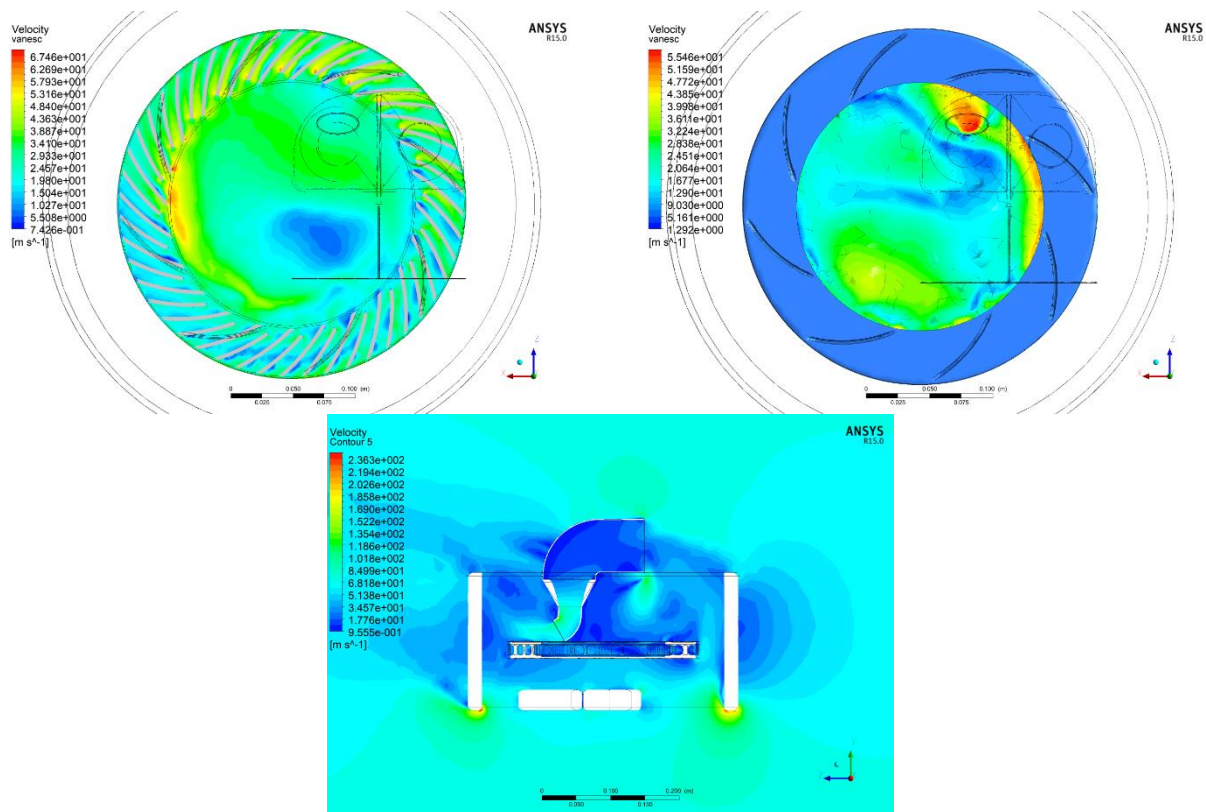 Velocity
vanesc
6.746e+001
6.269e+001
5.793e+001
4.840e+001
4.363e+001
3.887e+001
3.410e+001
2.933e+001
2.457e+001
1.980e+001
1.504e+001
1.027e+001
5.508e+000
7.426e-001
[m s^-1]
ANSYS
R15.0
Z
X
0 0.050 0.100 (m)
0.025 0.075
Velocity
vanesc
5.546e+001
5.159e+001
4.772e+001
4.385e+001
3.998e+001
3.611e+001
3.224e+001
2.838e+001
2.451e+001
2.064e+001
1.677e+001
1.290e+001
9.030e+000
5.161e+000
1.292e+000
[m s^-1]
ANSYS
R15.0
Z
X
0 0.050 0.100 (m)
0.025 0.075
Velocity
Contour 5
2.363e+002
2.194e+002
2.026e+002
1.858e+002
1.690e+002
1.522e+002
1.354e+002
1.186e+002
1.018e+002
8.499e+001
6.818e+001
5.138e+001
3.457e+001
1.776e+001
9.555e-001
[m s^-1]
ANSYS
R15.0
Y
Z
X
0 0.100 0.200 (m)
0.050 0.150